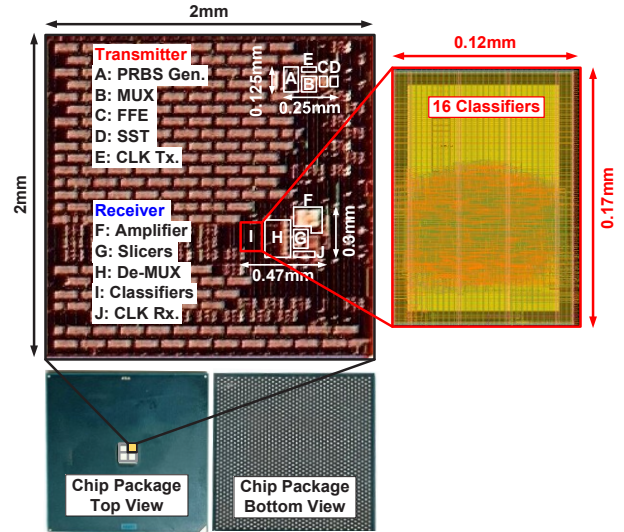 2mm
2mm
Transmitter
A: PRBS Gen.
B: MUX
C: FFE
D: SST
E: CLK Tx.
Receiver
F: Amplifier
G: Slicers
H: De-MUX
I: Classifiers
J: CLK Rx.
0.125mm
E
A
B
C
D
0.25mm
F
G
H
I
J
0.3mm
0.47mm
0.12mm
16 Classifiers
0.17mm
Chip Package
Top View
Chip Package
Bottom View